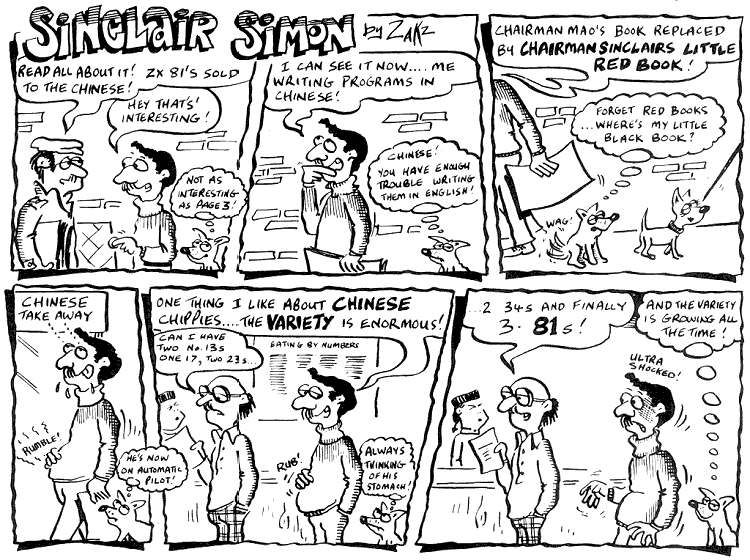 SINCLAIR SIMON by ZAKZ
READ ALL ABOUT IT! ZX 81'S SOLD
TO THE CHINESE!
HEY THAT'S'
INTERESTING!
NOT AS
INTERESTING
AS PAGE 3!
I CAN SEE IT NOW.... ME
WRITING PROGRAMS IN
CHINESE!
CHINESE!
YOU HAVE ENOUGH
TROUBLE WRITING
THEM IN ENGLISH!
CHAIRMAN MAO'S BOOK REPLACED
BY CHAIRMAN SINCLAIRS LITTLE
RED BOOK!
FORGET RED BOOKS
...WHERE'S MY LITTLE
BLACK BOOK?
WAG!
CHINESE
TAKE AWAY
RUMBLE!
HE'S NOW
ON AUTOMATIC
PILOT!
ONE THING I LIKE ABOUT CHINESE
CHIPPIES....THE VARIETY IS ENORMOUS!
CAN I HAVE
TWO No.13s
ONE 17, TWO 23s...
EATING BY NUMBERS
RUB!
ALWAYS
THINKING
OF HIS
STOMACH!
...2 34s AND FINALLY
3. 81s!
AND THE VARIETY
IS GROWING ALL
THE TIME!
ULTRA
SHOCKED!